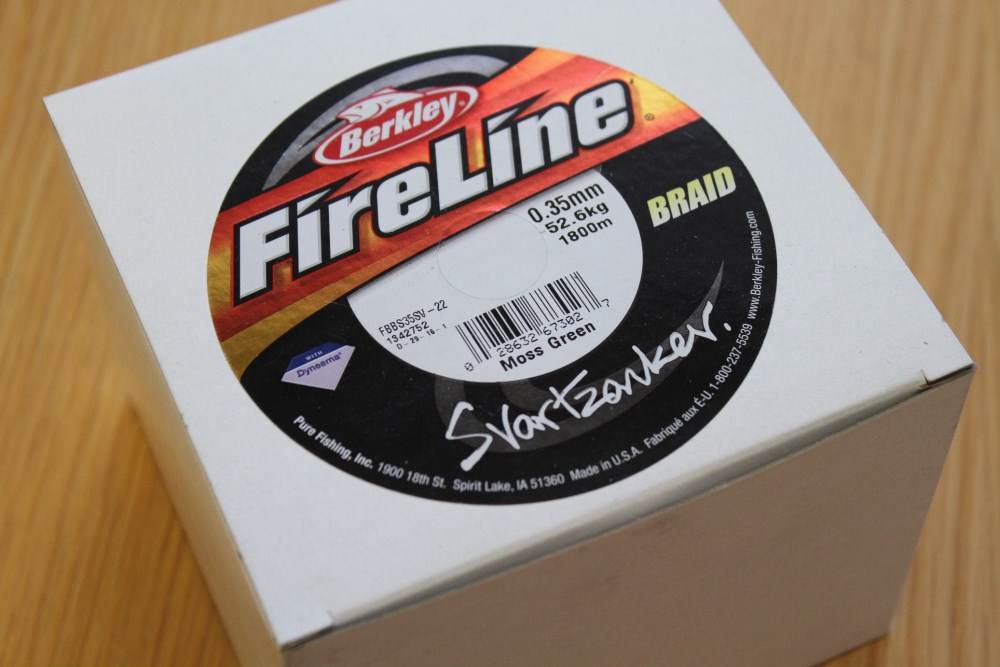 Berkley
FireLine®
BRAID
0.35mm
52.6kg
1800m
FBBS35SV-22
1342752
0 28632 67302 7
Moss Green
WITH
Dyneema®
Svartzonker.
Pure Fishing, Inc. 1900 18th St. Spirit Lake, IA 51360 Made in U.S.A. Fabriqué aux É-U. 1-800-237-5539 www.Berkley-Fishing.com